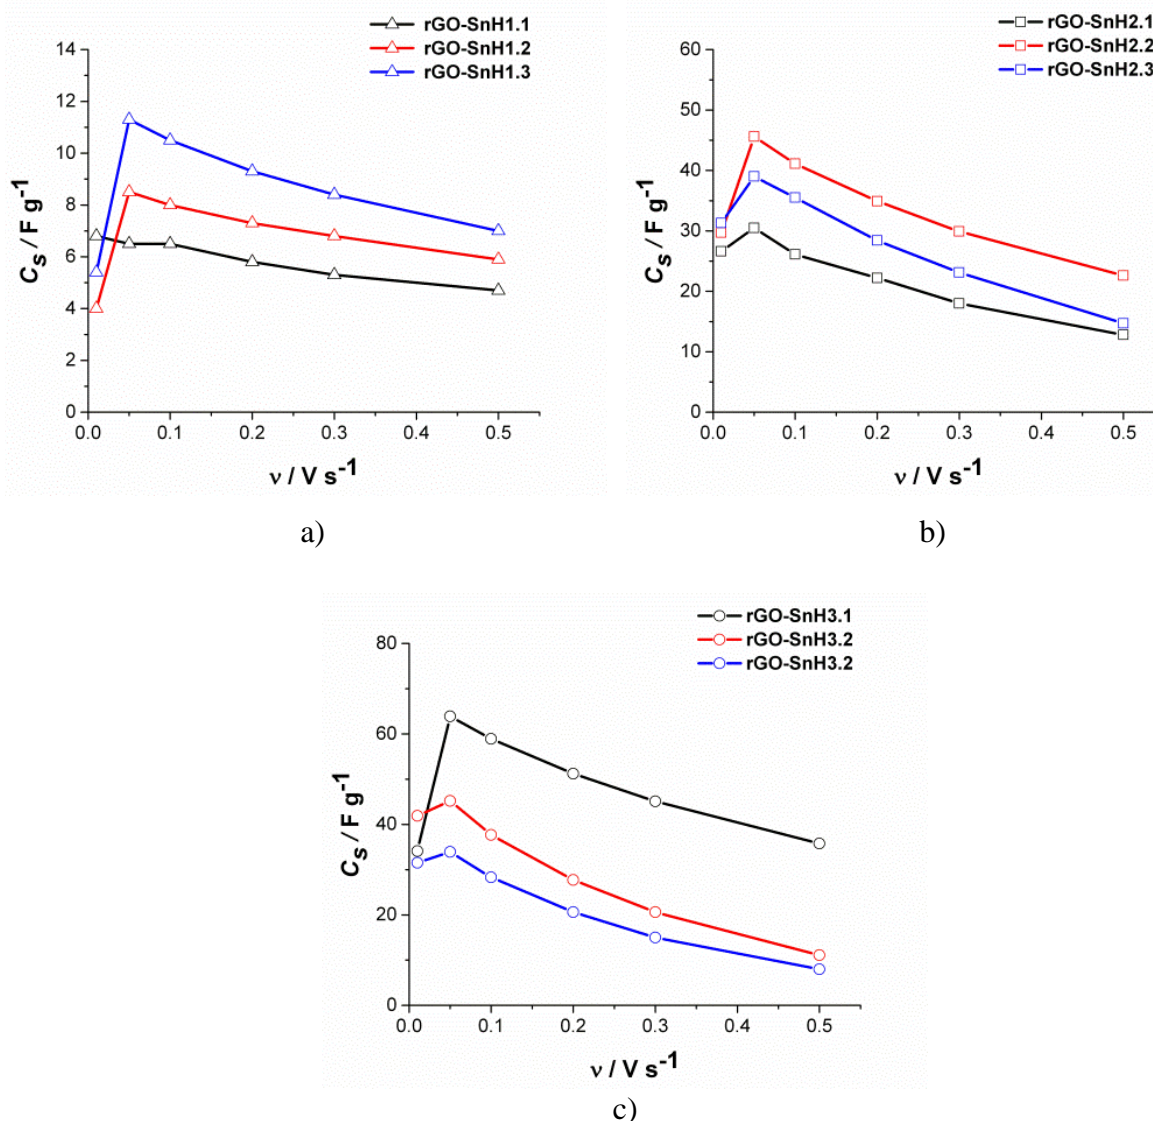 rGO-SnH1.1
rGO-SnH1.2
rGO-SnH1.3
14
12
10
8
6
4
2
0
Cs / F g-1
0.0 0.1 0.2 0.3 0.4 0.5
ν / V s-1
a)
rGO-SnH2.1
rGO-SnH2.2
rGO-SnH2.3
60
50
40
30
20
10
0
Cs / F g-1
0.0 0.1 0.2 0.3 0.4 0.5
ν / V s-1
b)
rGO-SnH3.1
rGO-SnH3.2
rGO-SnH3.2
80
60
40
20
0
Cs / F g-1
0.0 0.1 0.2 0.3 0.4 0.5
ν / V s-1
c)